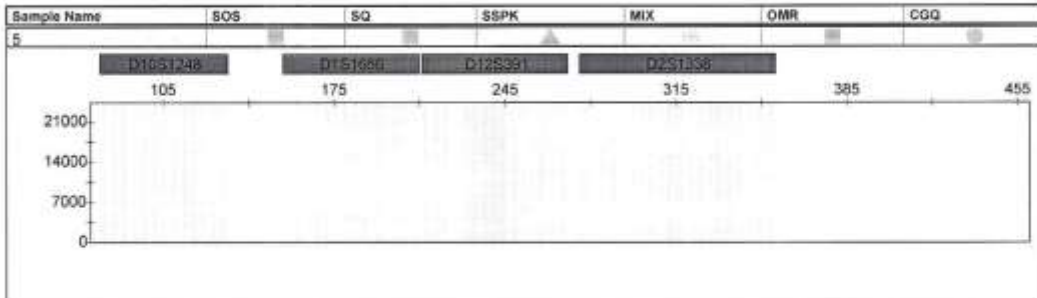 Sample Name SOS SQ SSPK MIX OMR CGQ
5
D10S1248 D1S1656 D12S391 D2S1338
105 175 245 315 385 455
21000
14000
7000
0